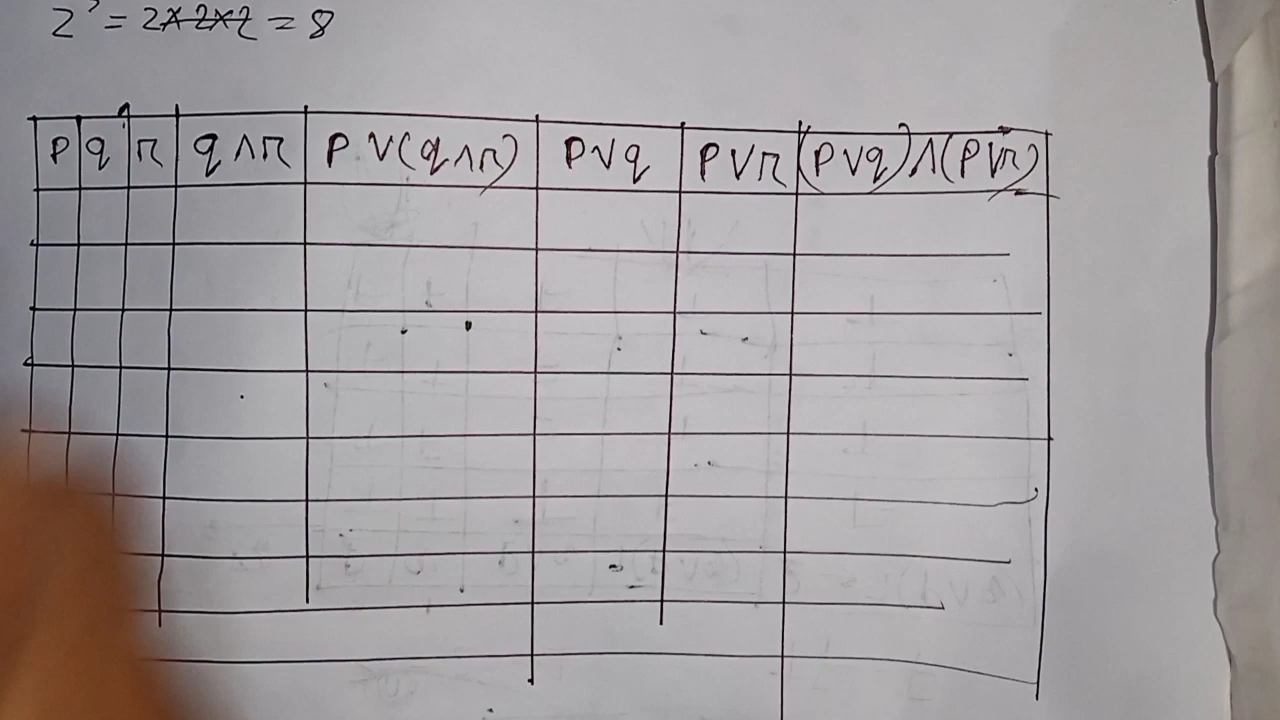 2³ = 2×2×2 = 8
p q r q∧r p∨(q∧r) p∨q p∨r (p∨q)∧(p∨r)